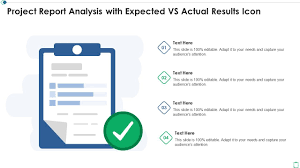 Project Report Analysis with Expected VS Actual Results Icon
01
Text Here
This slide is 100% editable. Adapt it to your needs and capture your
audience's attention.
02
Text Here
This slide is 100% editable. Adapt it to your needs and capture your
audience's attention.
03
Text Here
This slide is 100% editable. Adapt it to your needs and capture your
audience's attention.
04
Text Here
This slide is 100% editable. Adapt it to your needs and capture your
audience's attention.